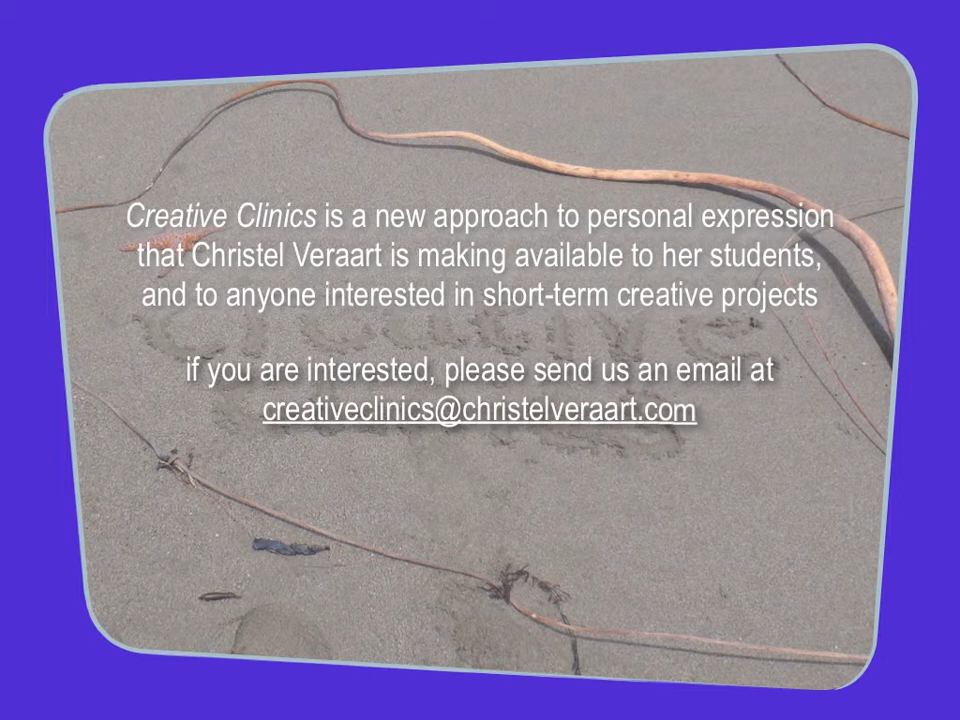 Creative Clinics is a new approach to personal expression
that Christel Veraart is making available to her students,
and to anyone interested in short-term creative projects
if you are interested, please send us an email at
creativeclinics@christelveraart.com
creative